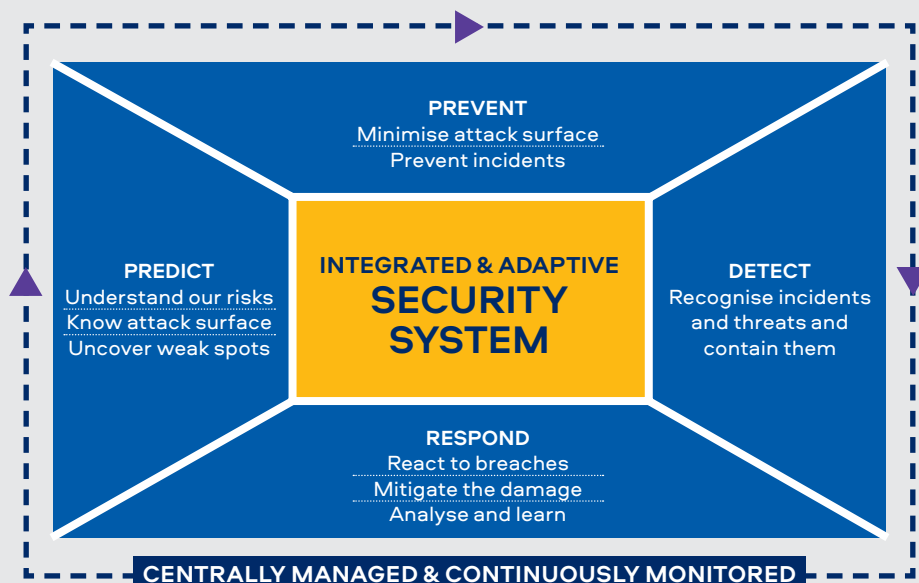 PREVENT
Minimise attack surface
Prevent incidents
PREDICT
Understand our risks
Know attack surface
Uncover weak spots
INTEGRATED & ADAPTIVE
SECURITY
SYSTEM
DETECT
Recognise incidents
and threats and
contain them
RESPOND
React to breaches
Mitigate the damage
Analyse and learn
CENTRALLY MANAGED & CONTINUOUSLY MONITORED